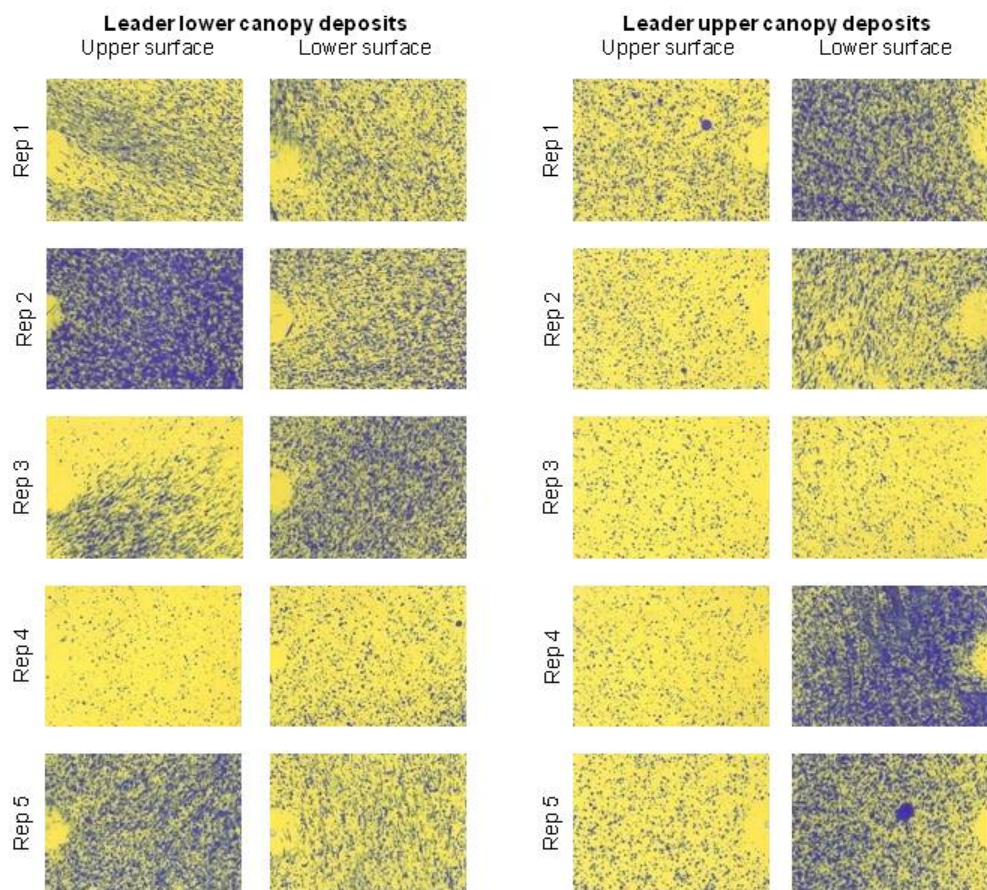 Leader lower canopy deposits
Upper surface Lower surface
Rep 1
Rep 2
Rep 3
Rep 4
Rep 5
Leader upper canopy deposits
Upper surface Lower surface
Rep 1
Rep 2
Rep 3
Rep 4
Rep 5